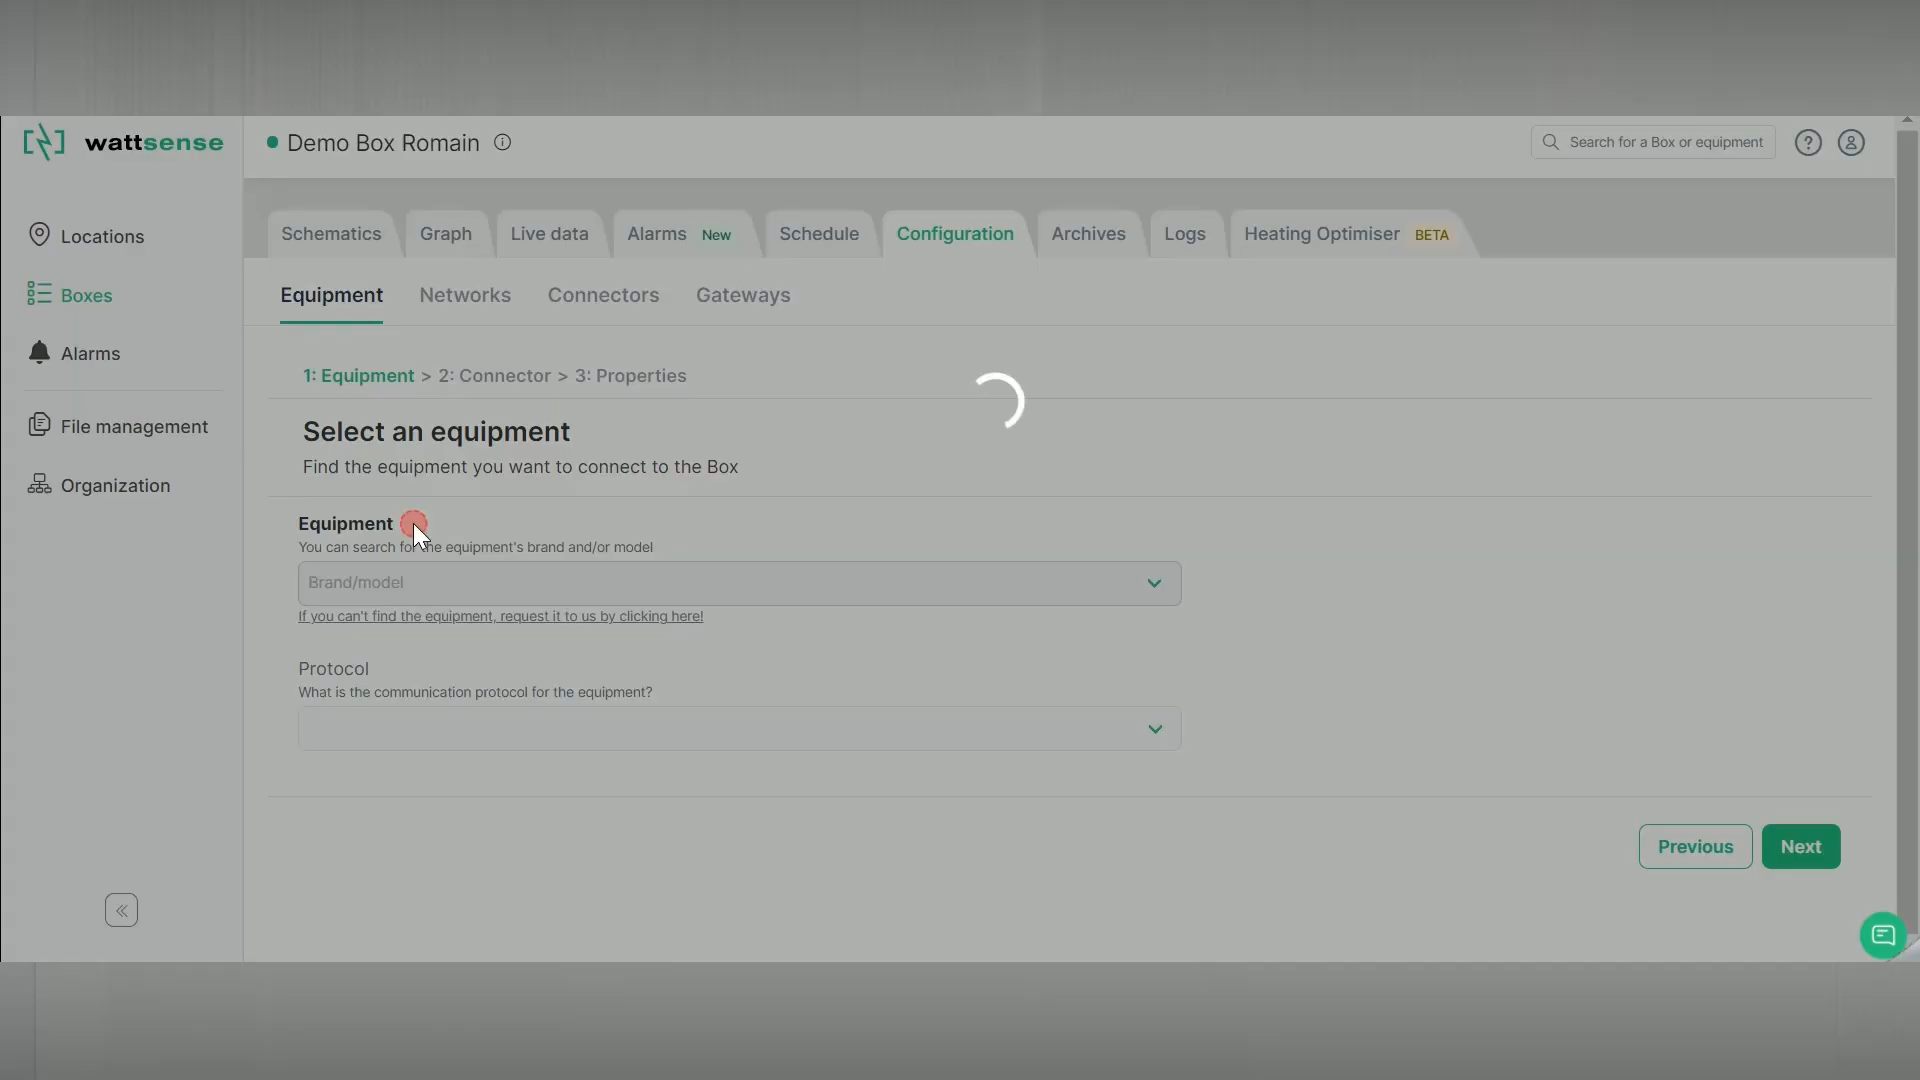 wattsense
Demo Box Romain
Search for a Box or equipment
Locations
Boxes
Alarms
File management
Organization
Schematics
Graph
Live data
Alarms New
Schedule
Configuration
Archives
Logs
Heating Optimiser BETA
Equipment
Networks
Connectors
Gateways
1: Equipment > 2: Connector > 3: Properties
Select an equipment
Find the equipment you want to connect to the Box
Equipment
You can search for the equipment's brand and/or model
Brand/model
If you can't find the equipment, request it to us by clicking here!
Protocol
What is the communication protocol for the equipment?
Previous
Next